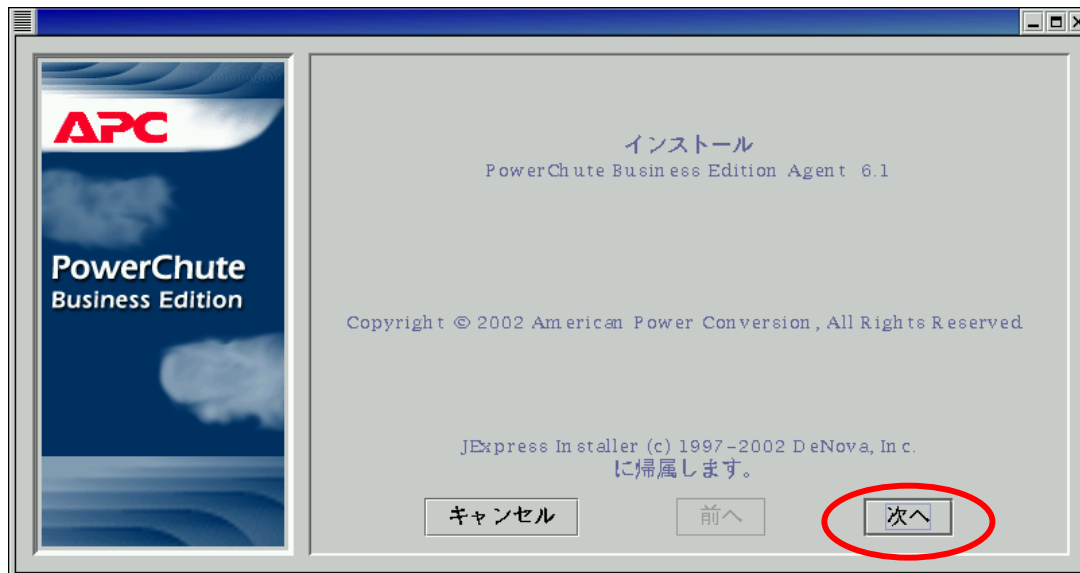 APC
PowerChute
Business Edition
インストール
PowerChute Business Edition Agent 6.1
Copyright © 2002 American Power Conversion, All Rights Reserved
JExpress Installer (c) 1997-2002 DeNova, Inc.
に帰属します。
キャンセル
前へ
次へ